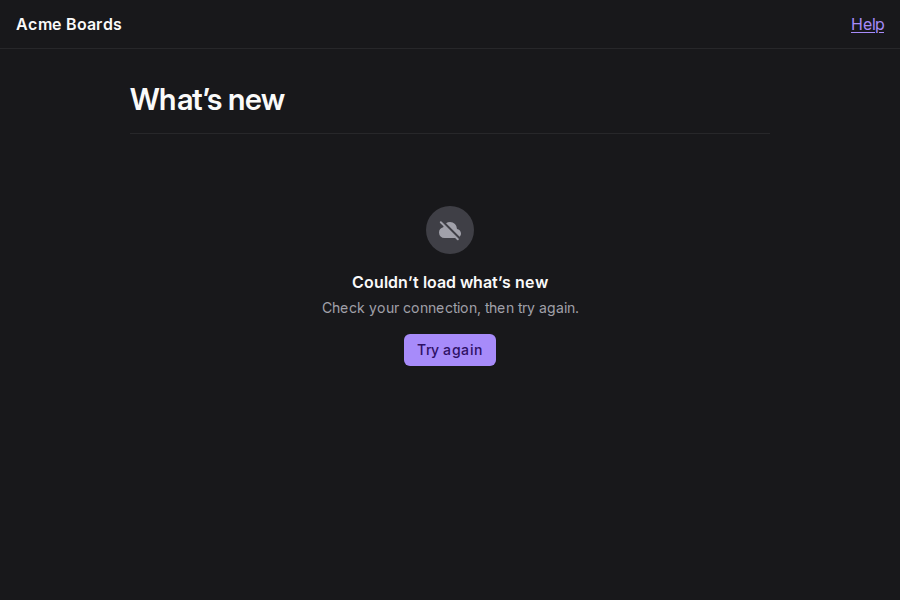 Acme Boards
Help
What’s new
Couldn’t load what’s new
Check your connection, then try again.
Try again